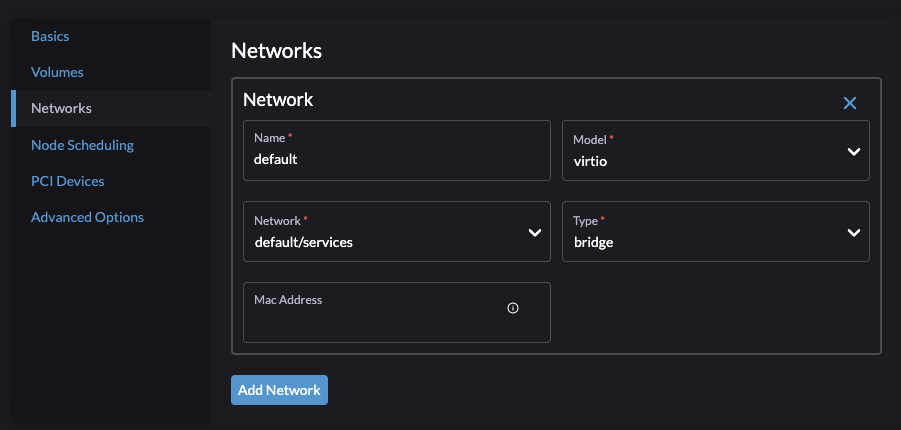 Basics
Volumes
Networks
Node Scheduling
PCI Devices
Advanced Options
Networks
Network
Name *
default
Model *
virtio
Network *
default/services
Type *
bridge
Mac Address
Add Network